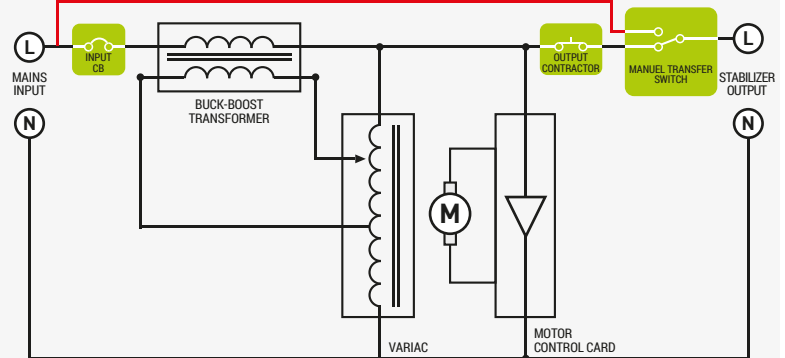 L
INPUT
CB
OUTPUT
CONTRACTOR
MANUEL TRANSFER
SWITCH
L
MAINS
INPUT
STABILIZER
OUTPUT
BUCK-BOOST
TRANSFORMER
N
N
M
VARIAC
MOTOR
CONTROL CARD